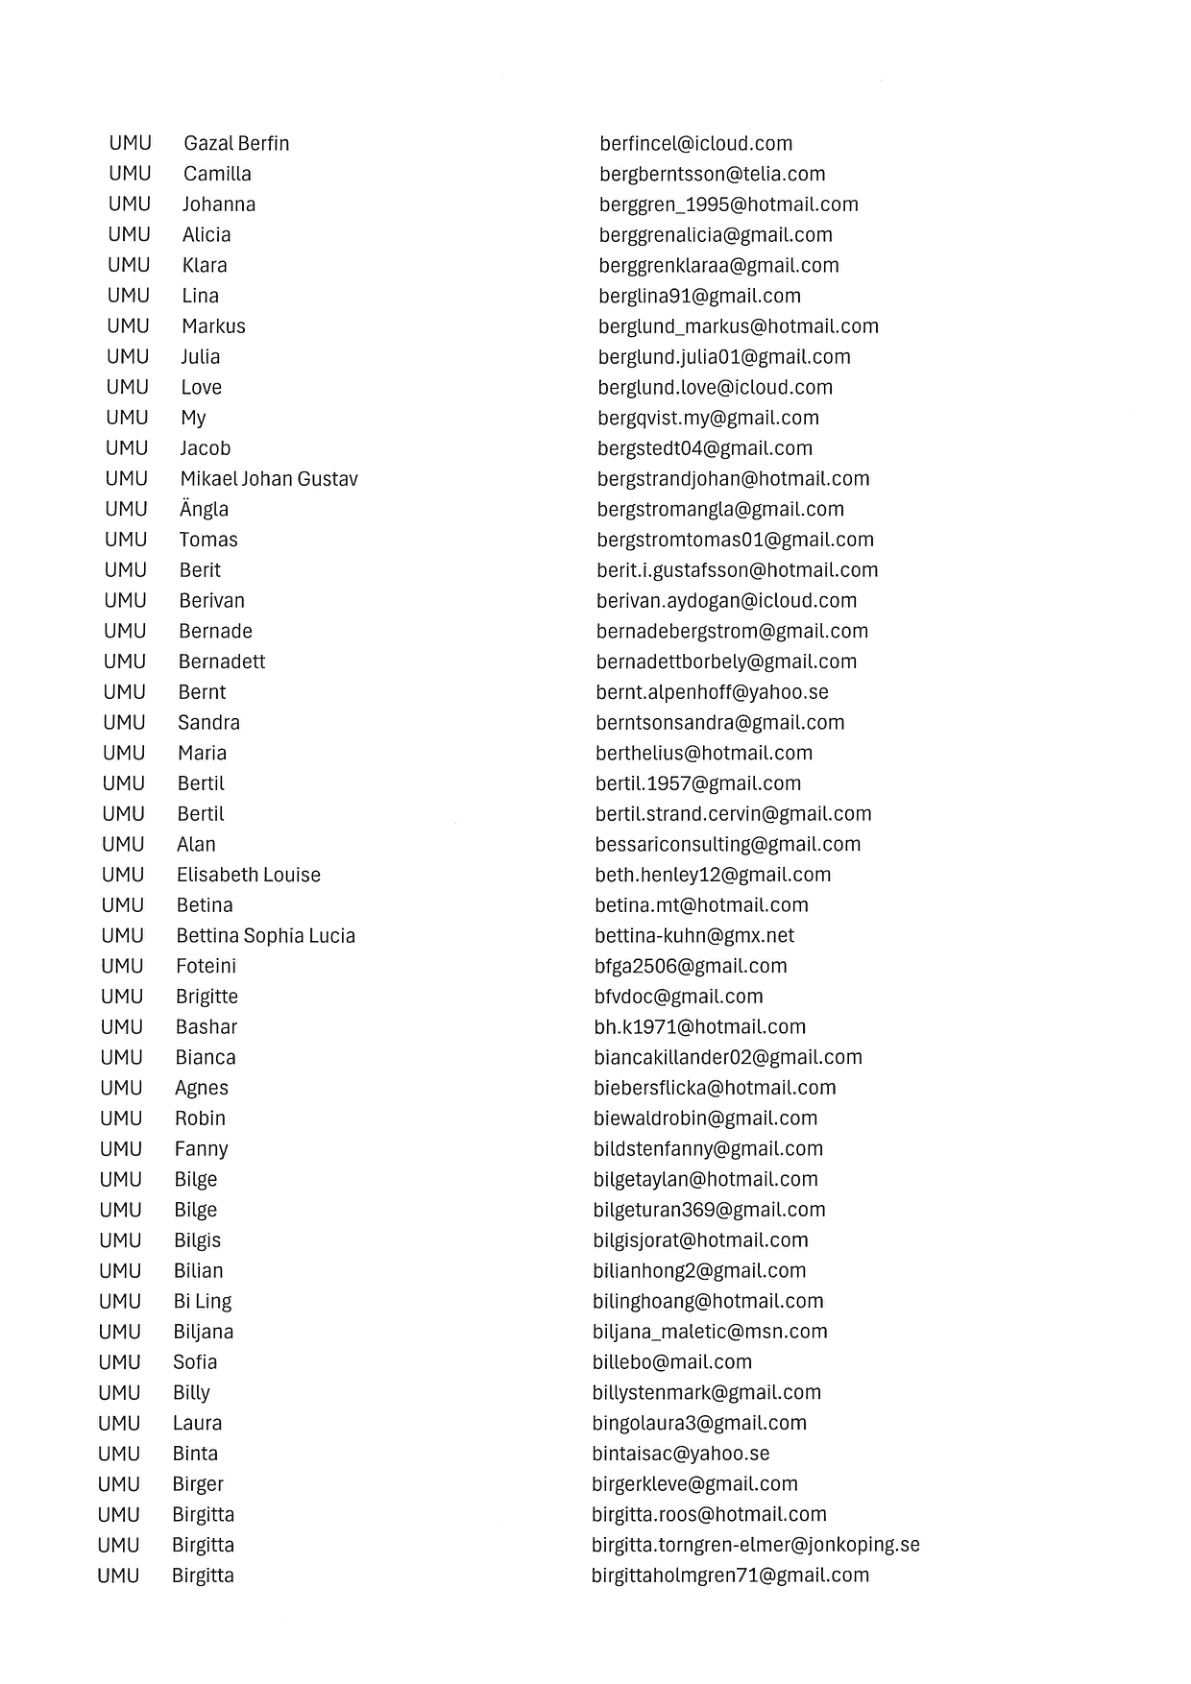 UMU Gazal Berfin berfincel@icloud.com
UMU Camilla bergberntsson@telia.com
UMU Johanna berggren_1995@hotmail.com
UMU Alicia berggrenalicia@gmail.com
UMU Klara berggrenklaraa@gmail.com
UMU Lina berglina91@gmail.com
UMU Markus berglund_markus@hotmail.com
UMU Julia berglund.julia01@gmail.com
UMU Love berglund.love@icloud.com
UMU My bergqvist.my@gmail.com
UMU Jacob bergstedt04@gmail.com
UMU Mikael Johan Gustav bergstrandjohan@hotmail.com
UMU Ängla bergstromangla@gmail.com
UMU Tomas bergstromtomas01@gmail.com
UMU Berit berit.i.gustafsson@hotmail.com
UMU Berivan berivan.aydogan@icloud.com
UMU Bernade bernadebergstrom@gmail.com
UMU Bernadett bernadettborbely@gmail.com
UMU Bernt bernt.alpenhoff@yahoo.se
UMU Sandra berntsonsandra@gmail.com
UMU Maria berthelius@hotmail.com
UMU Bertil bertil.1957@gmail.com
UMU Bertil bertil.strand.cervin@gmail.com
UMU Alan bessariconsulting@gmail.com
UMU Elisabeth Louise beth.henley12@gmail.com
UMU Betina betina.mt@hotmail.com
UMU Bettina Sophia Lucia bettina-kuhn@gmx.net
UMU Foteini bfga2506@gmail.com
UMU Brigitte bfvdoc@gmail.com
UMU Bashar bh.k1971@hotmail.com
UMU Bianca biancakillander02@gmail.com
UMU Agnes biebersflicka@hotmail.com
UMU Robin biewaldrobin@gmail.com
UMU Fanny bildstenfanny@gmail.com
UMU Bilge bilgetaylan@hotmail.com
UMU Bilge bilgeturan369@gmail.com
UMU Bilgis bilgisjorat@hotmail.com
UMU Bilian bilianhong2@gmail.com
UMU Bi Ling bilinghoang@hotmail.com
UMU Biljana biljana_maletic@msn.com
UMU Sofia billebo@mail.com
UMU Billy billystenmark@gmail.com
UMU Laura bingolaura3@gmail.com
UMU Binta bintaisac@yahoo.se
UMU Birger birgerkleve@gmail.com
UMU Birgitta birgitta.roos@hotmail.com
UMU Birgitta birgitta.torngren-elmer@jonkoping.se
UMU Birgitta birgittaholmgren71@gmail.com